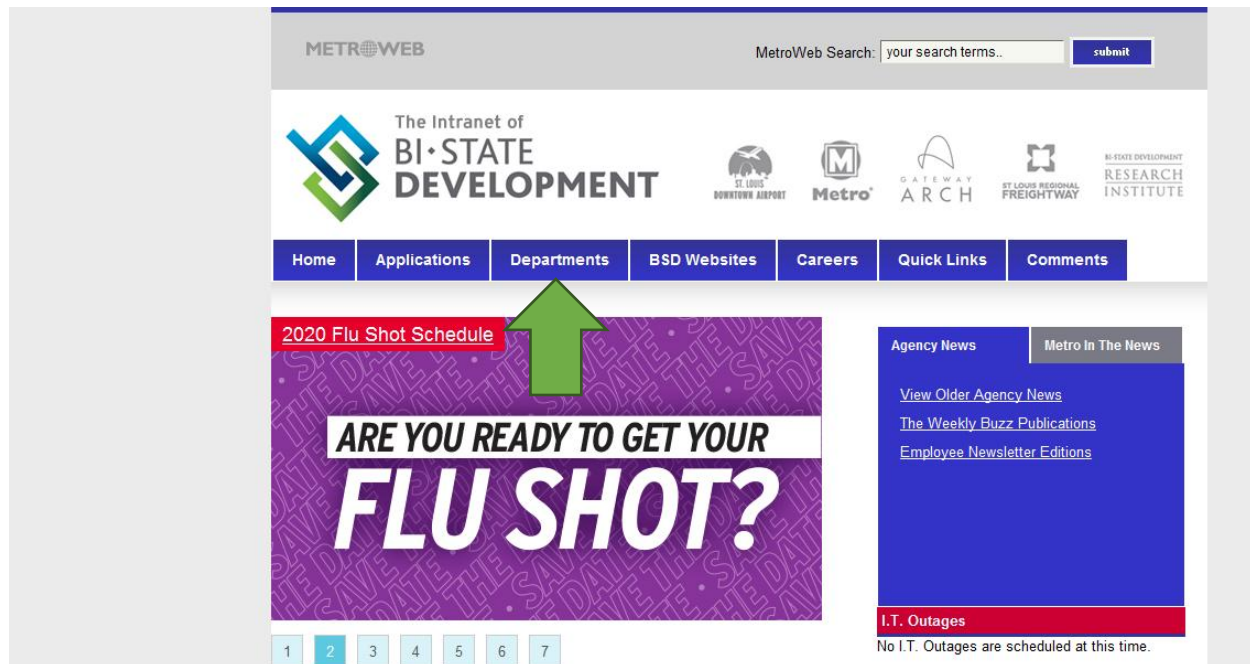 METROWEB
MetroWeb Search: your search terms.. submit
The Intranet of
BI·STATE
DEVELOPMENT
ST. LOUIS
DOWNTOWN AIRPORT
Metro
GATEWAY
ARCH
ST LOUIS REGIONAL
FREIGHTWAY
BI-STATE DEVELOPMENT
RESEARCH
INSTITUTE
Home Applications Departments BSD Websites Careers Quick Links Comments
2020 Flu Shot Schedule
ARE YOU READY TO GET YOUR
FLU SHOT?
SAVE THE DATE
1 2 3 4 5 6 7
Agency News Metro In The News
View Older Agency News
The Weekly Buzz Publications
Employee Newsletter Editions
I.T. Outages
No I.T. Outages are scheduled at this time.